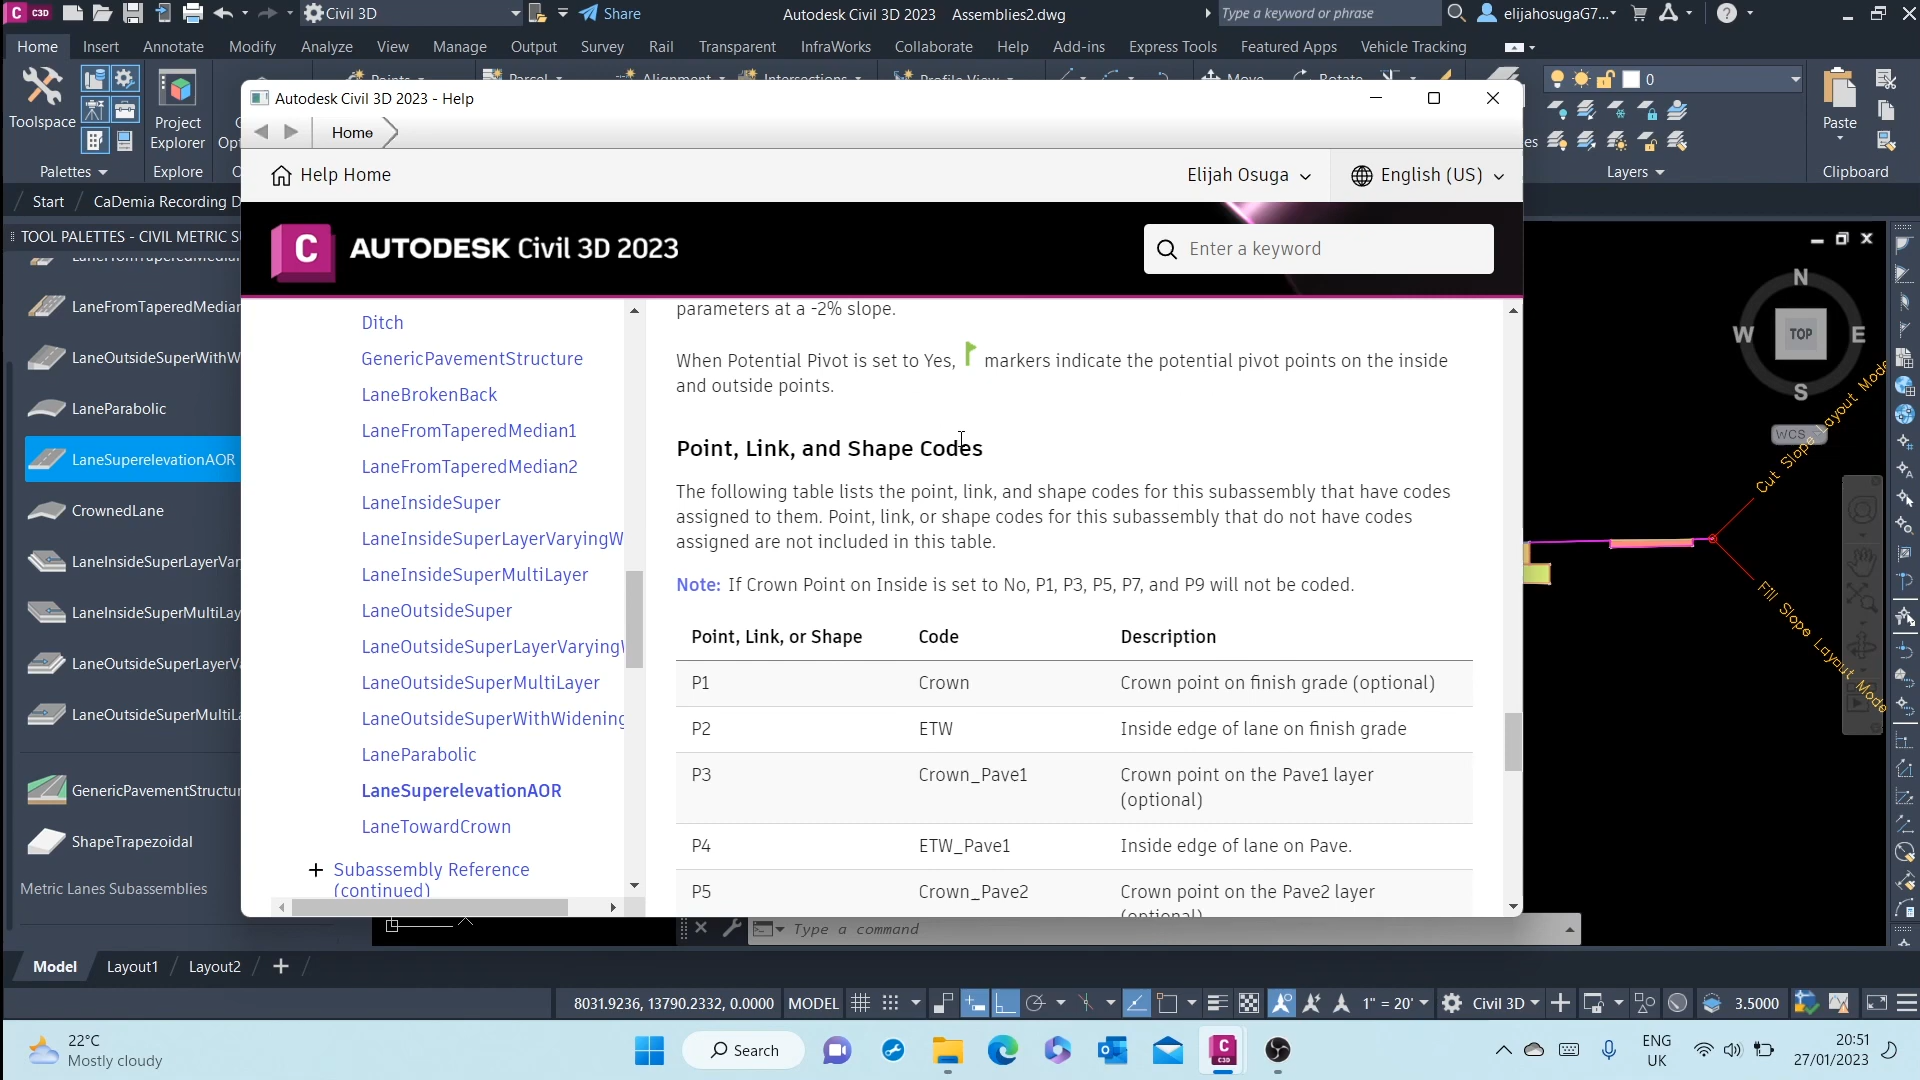 Civil 3D
Share
Autodesk Civil 3D 2023 Assemblies2.dwg
Type a keyword or phrase
elijahosugaG7...
Home Insert Annotate Modify Analyze View Manage Output Survey Rail Transparent InfraWorks Collaborate Help Add-ins Express Tools Featured Apports Vehicle Tracking
Toolspace
Project
Explorer
Palettes
Explore
0
Paste
Layers
Clipboard
Start
CaDemia Recording D
TOOL PALETTES - CIVIL METRIC S
LaneFromTaperedMedian
LaneOutsideSuperWithW
LaneParabolic
LaneSuperelevationAOR
CrownedLane
LaneInsideSuperLayerVa
LaneInsideSuperMultiLay
LaneOutsideSuperLayerVa
LaneOutsideSuperMultiLa
GenericPavementStructur
ShapeTrapezoidal
Metric Lanes Subassemblies
Autodesk Civil 3D 2023 - Help
Home
Help Home
Elijah Osuga
English (US)
AUTODESK Civil 3D 2023
Enter a keyword
Ditch
GenericPavementStructure
LaneBrokenBack
LaneFromTaperedMedian1
LaneFromTaperedMedian2
LaneInsideSuper
LaneInsideSuperLayerVaryingW
LaneInsideSuperMultiLayer
LaneOutsideSuper
LaneOutsideSuperLayerVaryingW
LaneOutsideSuperMultiLayer
LaneOutsideSuperWithWidening
LaneParabolic
LaneSuperelevationAOR
LaneTowardCrown
+ Subassembly Reference
(continued)
parameters at a -2% slope.
When Potential Pivot is set to Yes, markers indicate the potential pivot points on the inside
and outside points.
Point, Link, and Shape Codes
The following table lists the point, link, and shape codes for this subassembly that have codes
assigned to them. Point, link, or shape codes for this subassembly that do not have codes
assigned are not included in this table.
Note: If Crown Point on Inside is set to No, P1, P3, P5, P7, and P9 will not be coded.
Point, Link, or Shape Code Description
P1 Crown Crown point on finish grade (optional)
P2 ETW Inside edge of lane on finish grade
P3 Crown_Pave1 Crown point on the Pave1 layer
(optional)
P4 ETW_Pave1 Inside edge of lane on Pave.
P5 Crown_Pave2 Crown point on the Pave2 layer
(optional)
N
W TOP E
S
WCS
Cut Slope Layout Mode
Fill Slope Layout Mode
Type a command
Model Layout1 Layout2 +
8031.9236, 13790.2332, 0.0000 MODEL
1" = 20'
Civil 3D
3.5000
22°C
Mostly cloudy
Search
ENG
UK
20:51
27/01/2023